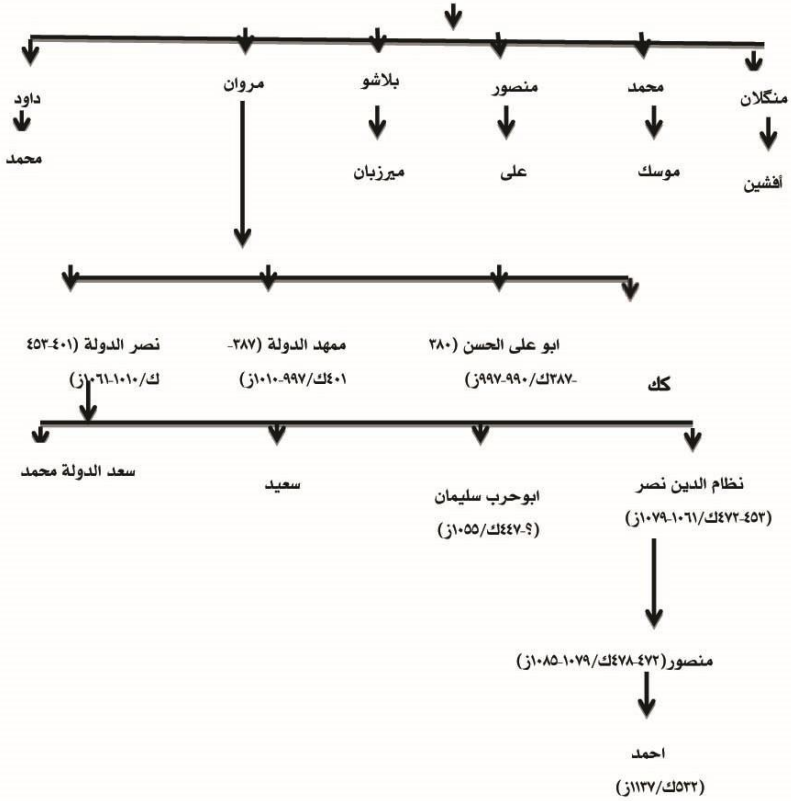 منگلان
محمد
منصور
بلاشو
مروان
داود
أفشين
موسك
على
ميرزبان
محمد
ابو على الحسن (٣٨٠
-٣٨٧ك/٩٩٠-٩٩٧ز)
ممهد الدولة (٣٨٧-
٤٠١ك/٩٩٧-١٠١٠ز)
نصر الدولة (٤٠١-٤٥٣
ك/١٠١٠-١٠٦١ز)
كك
نظام الدين نصر
(٤٥٣-٤٧٢ك/١٠٦١-١٠٧٩ز)
ابوحرب سليمان
(؟-٤٤٧ك/١٠٥٥ز)
سعيد
سعد الدولة محمد
منصور(٤٧٢-٤٧٨ك/١٠٧٩-١٠٨٥ز)
احمد
(٥٣٢ك/١١٣٧ز)